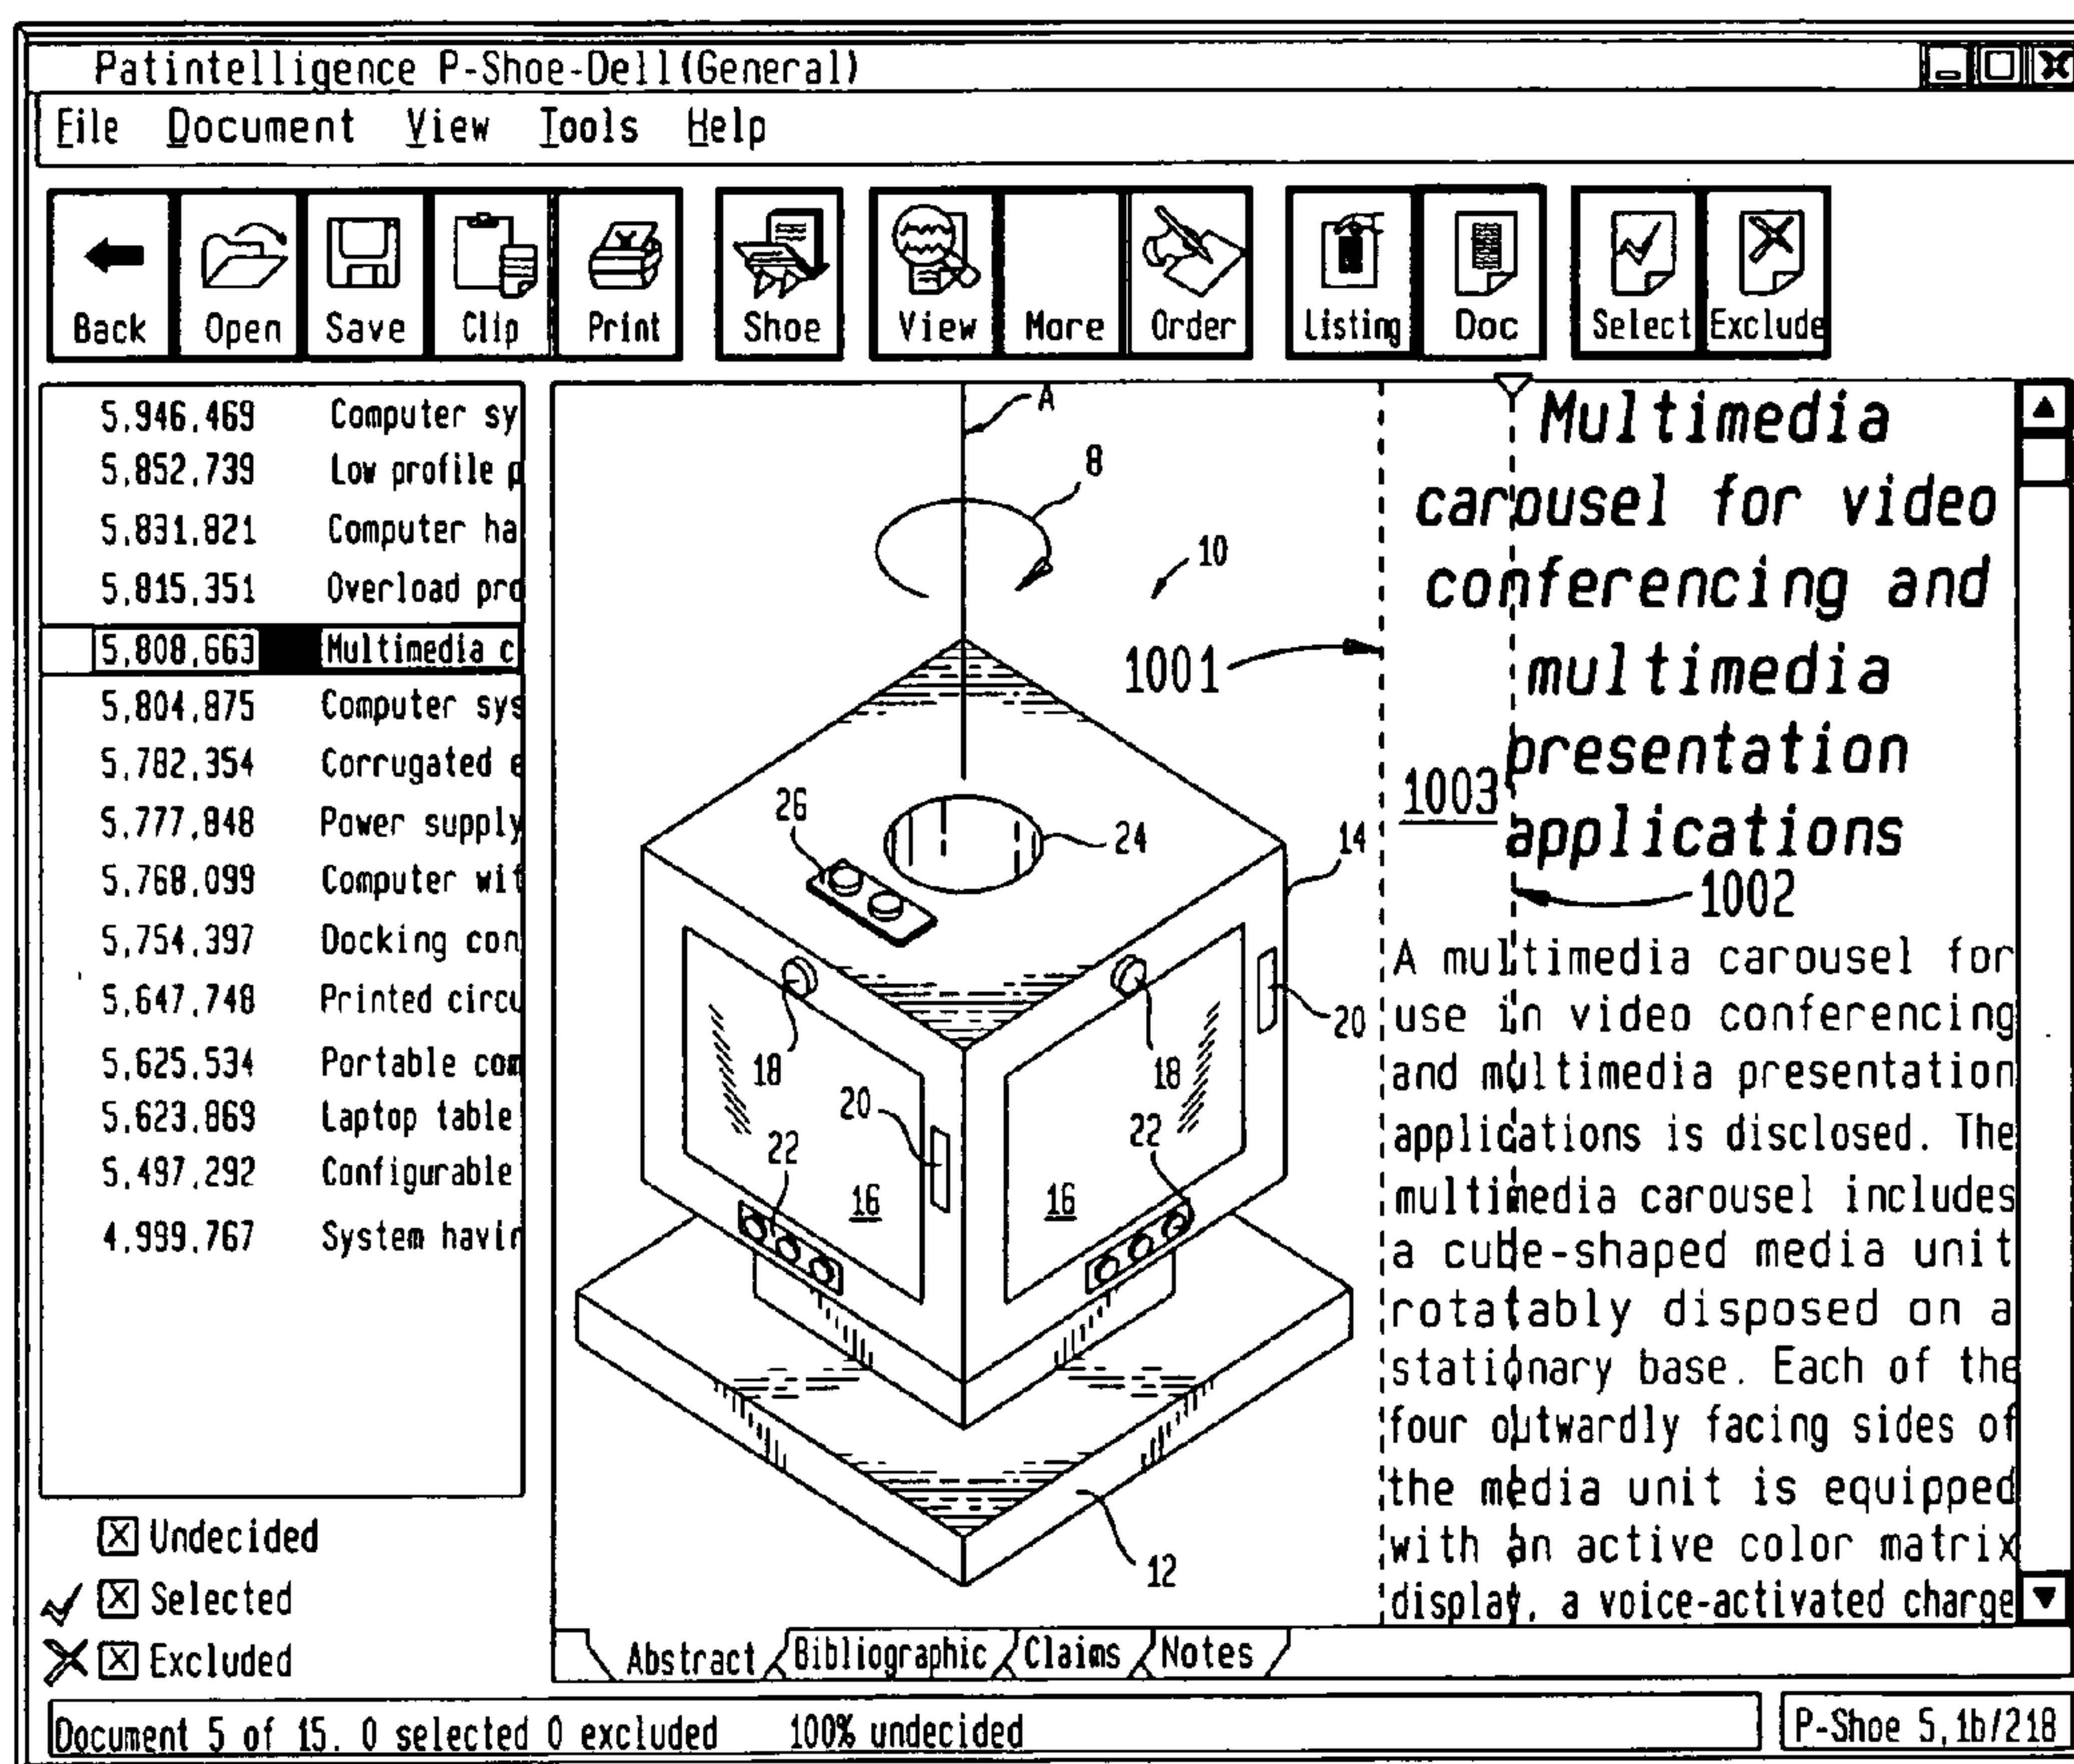 Patintelligence P-Shoe-Dell(General)
File Document View Tools Help
Back Open Save Clip Print Shoe View More Order Listing Doc Select Exclude
5,946,469 Computer sy
5,852,739 Low profile p
5,831,821 Computer ha
5,815,351 Overload pro
5,808,663 Multimedia c
5,804,875 Computer sys
5,782,354 Corrugated e
5,777,848 Power supply
5,768,099 Computer wit
5,754,397 Docking con
5,647,748 Printed circu
5,625,534 Portable com
5,623,869 Laptop table
5,497,292 Configurable
4,999,767 System havin
Undecided
Selected
Excluded
A
8
10
1001
26
24
14
18
18
20
20
22
22
16
16
12
Multimedia
carousel for video
conferencing and
multimedia
presentation
applications
1003
1002
A multimedia carousel for
use in video conferencing
and multimedia presentation
applications is disclosed. The
multimedia carousel includes
a cube-shaped media unit
rotatably disposed on a
stationary base. Each of the
four outwardly facing sides of
the media unit is equipped
with an active color matrix
display, a voice-activated charge
Abstract Bibliographic Claims Notes
Document 5 of 15. 0 selected 0 excluded 100% undecided
P-Shoe 5,1b/218